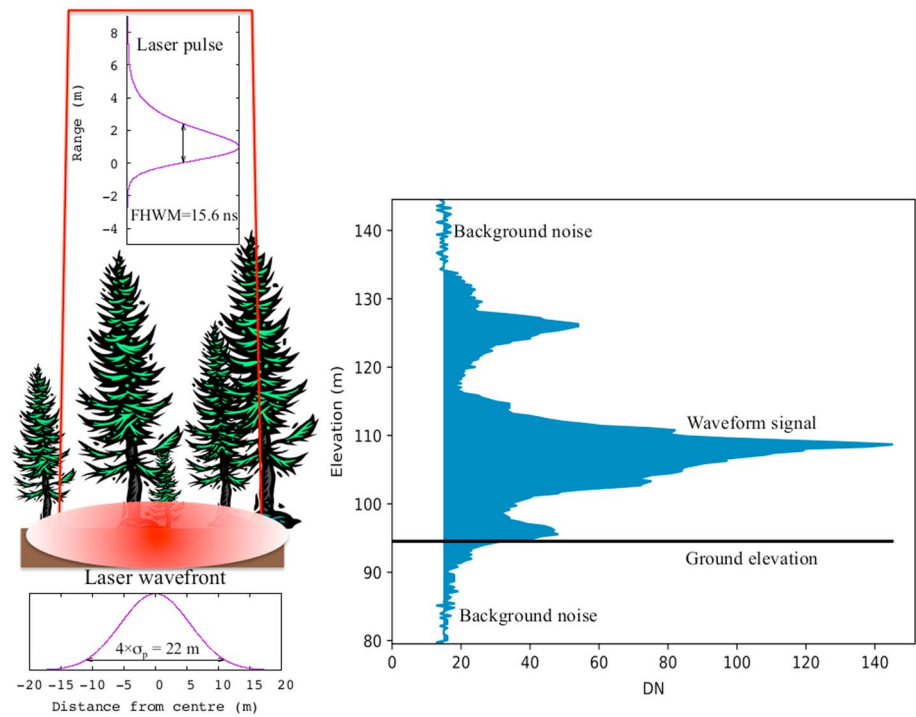 Laser pulse
8
6
4
2
0
−2
−4
Range (m)
FHWM=15.6 ns
Laser wavefront
4×σp = 22 m
−20 −15 −10 −5 0 5 10 15 20
Distance from centre (m)
140
130
120
110
100
90
80
Elevation (m)
Background noise
Waveform signal
Ground elevation
Background noise
0 20 40 60 80 100 120 140
DN